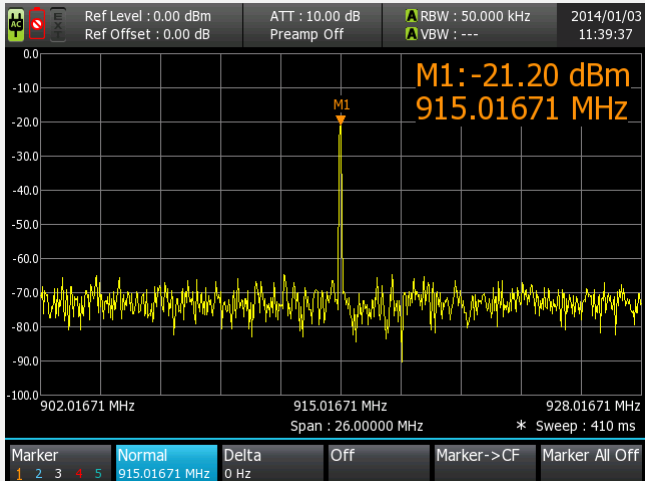 AC EXT Ref Level : 0.00 dBm ATT : 10.00 dB A RBW : 50.000 kHz 2014/01/03
Ref Offset : 0.00 dB Preamp Off A VBW : --- 11:39:37
0.0
M1:-21.20 dBm
915.01671 MHz
-10.0
M1
-20.0
-30.0
-40.0
-50.0
-60.0
-70.0
-80.0
-90.0
-100.0
902.01671 MHz 915.01671 MHz 928.01671 MHz
Span : 26.00000 MHz * Sweep : 410 ms
Marker Normal Delta Off Marker->CF Marker All Off
1 2 3 4 5 915.01671 MHz 0 Hz